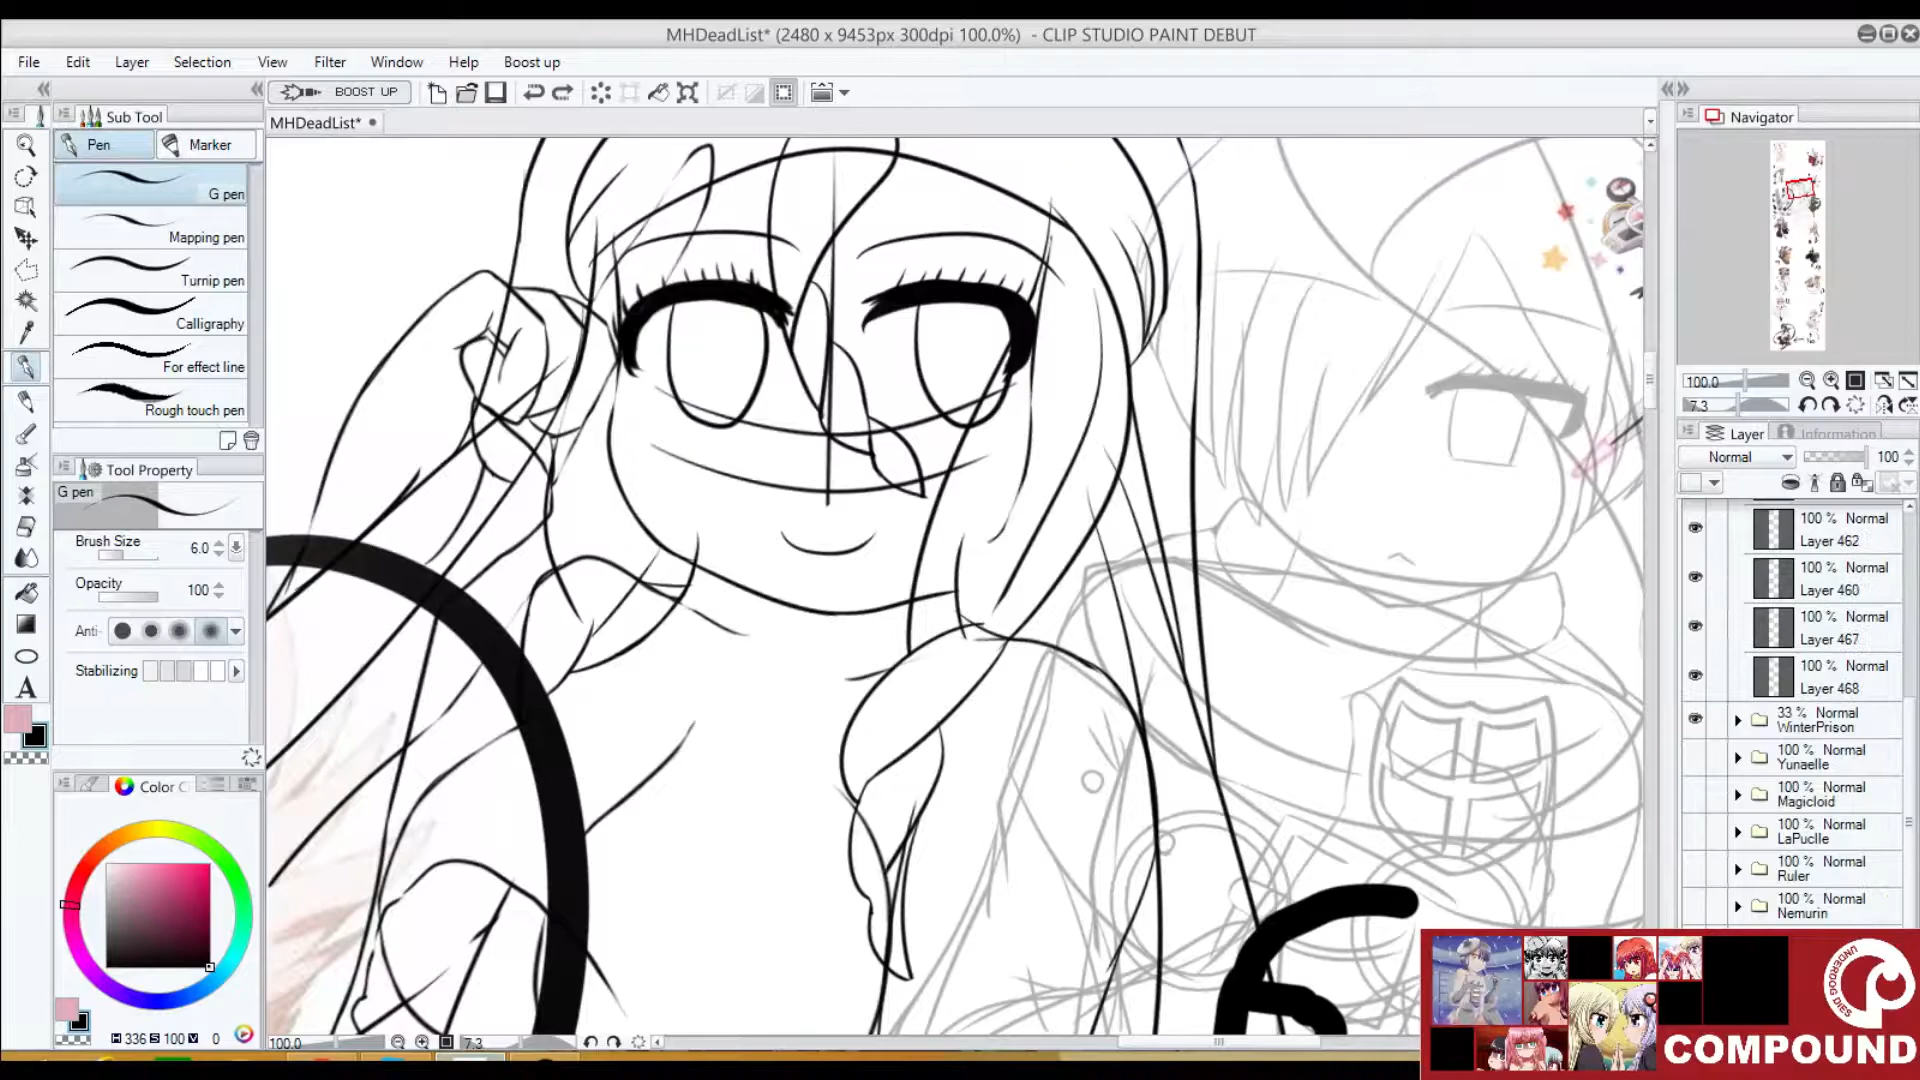 MHDeadList* (2480 x 9453px 300dpi 100.0%) - CLIP STUDIO PAINT DEBUT
File Edit Layer Selection View Filter Window Help Boost up
BOOST UP
Sub Tool
MHDeadList*
Navigator
Pen Marker
G pen
Mapping pen
Turnip pen
Calligraphy
For effect line
Rough touch pen
Tool Property
G pen
Brush Size 6.0
Opacity 100
Anti-
Stabilizing
Color C
H 336 S 100 V 0
100.0
7.3
100.0
7.3
Layer Information
Normal 100
100 % Normal
Layer 462
100 % Normal
Layer 460
100 % Normal
Layer 467
100 % Normal
Layer 468
33 % Normal
WinterPrison
100 % Normal
Yunaelle
100 % Normal
Magicloid
100 % Normal
LaPuclle
100 % Normal
Ruler
100 % Normal
Nemurin
A
UNDERDOG DIES
COMPOUND